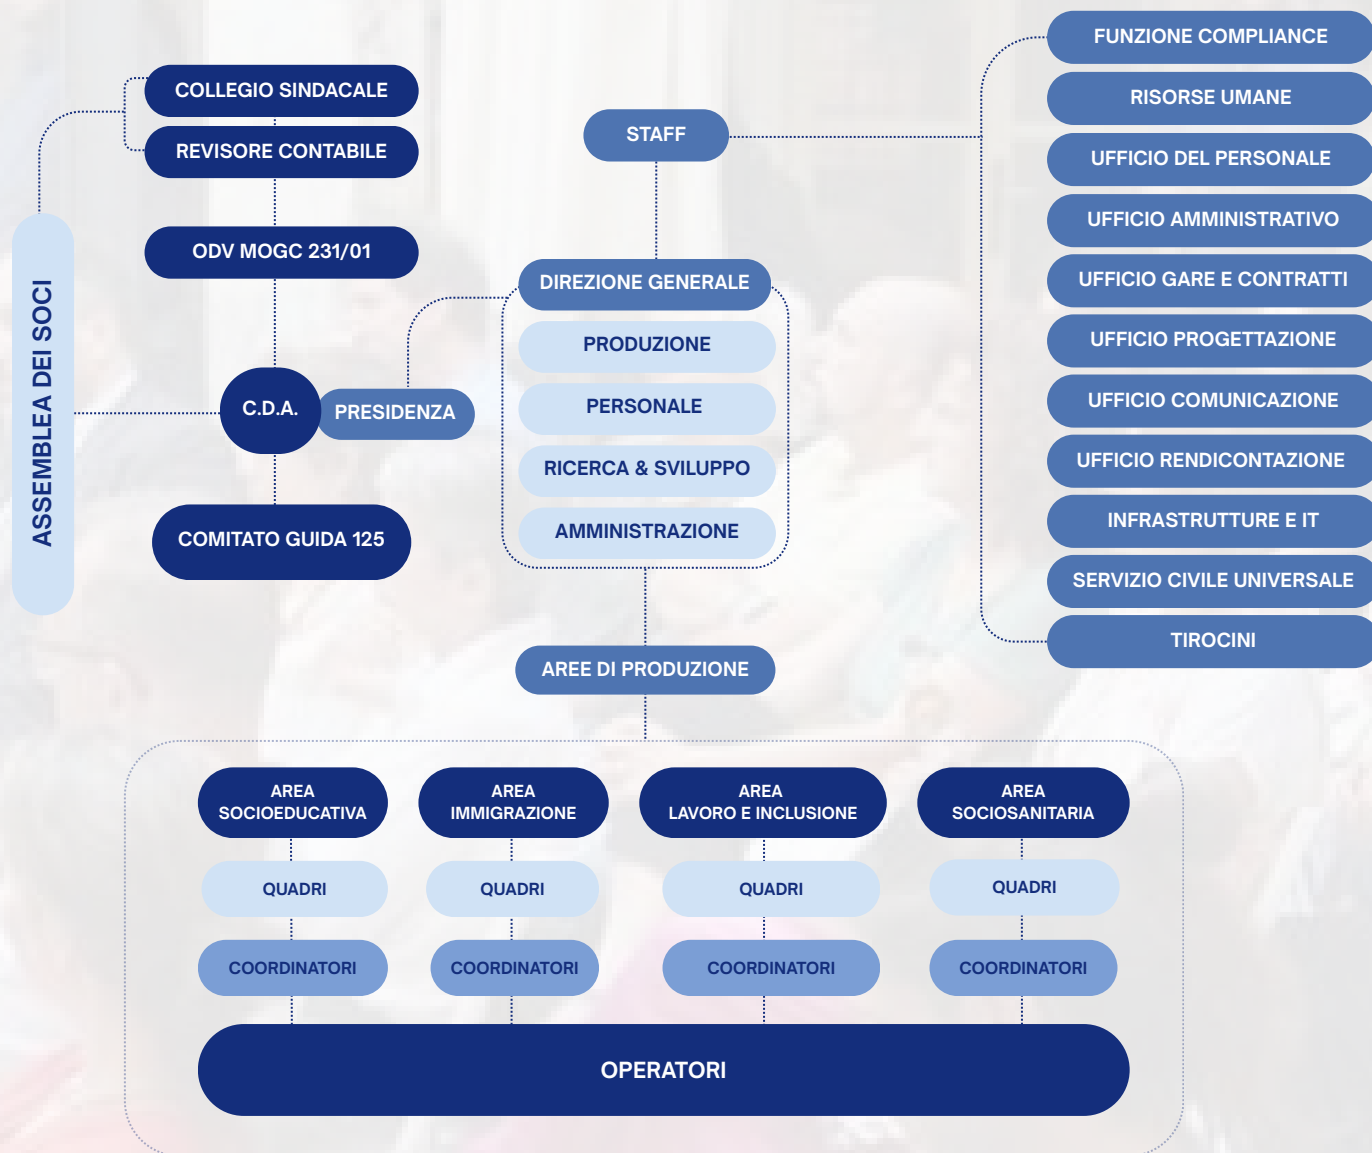 ASSEMBLEA DEI SOCI
COLLEGIO SINDACALE
REVISORE CONTABILE
ODV MOGC 231/01
C.D.A.
PRESIDENZA
COMITATO GUIDA 125
STAFF
DIREZIONE GENERALE
PRODUZIONE
PERSONALE
RICERCA & SVILUPPO
AMMINISTRAZIONE
AREE DI PRODUZIONE
FUNZIONE COMPLIANCE
RISORSE UMANE
UFFICIO DEL PERSONALE
UFFICIO AMMINISTRATIVO
UFFICIO GARE E CONTRATTI
UFFICIO PROGETTAZIONE
UFFICIO COMUNICAZIONE
UFFICIO RENDICONTAZIONE
INFRASTRUTTURE E IT
SERVIZIO CIVILE UNIVERSALE
TIROCINI
AREA
SOCIOEDUCATIVA
QUADRI
COORDINATORI
AREA
IMMIGRAZIONE
QUADRI
COORDINATORI
AREA
LAVORO E INCLUSIONE
QUADRI
COORDINATORI
AREA
SOCIOSANITARIA
QUADRI
COORDINATORI
OPERATORI